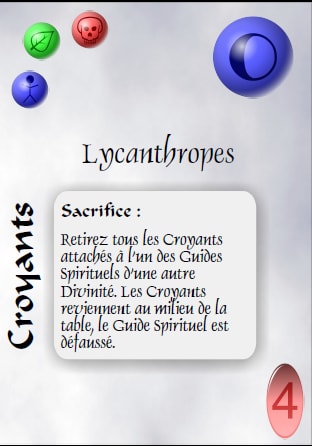 Lycanthropes
Croyants
Sacrifice :
Retirez tous les Croyants
attachés à l'un des Guides
Spirituels d'une autre
Divinité. Les Croyants
reviennent au milieu de la
table, le Guide Spirituel est
défaussé.
4